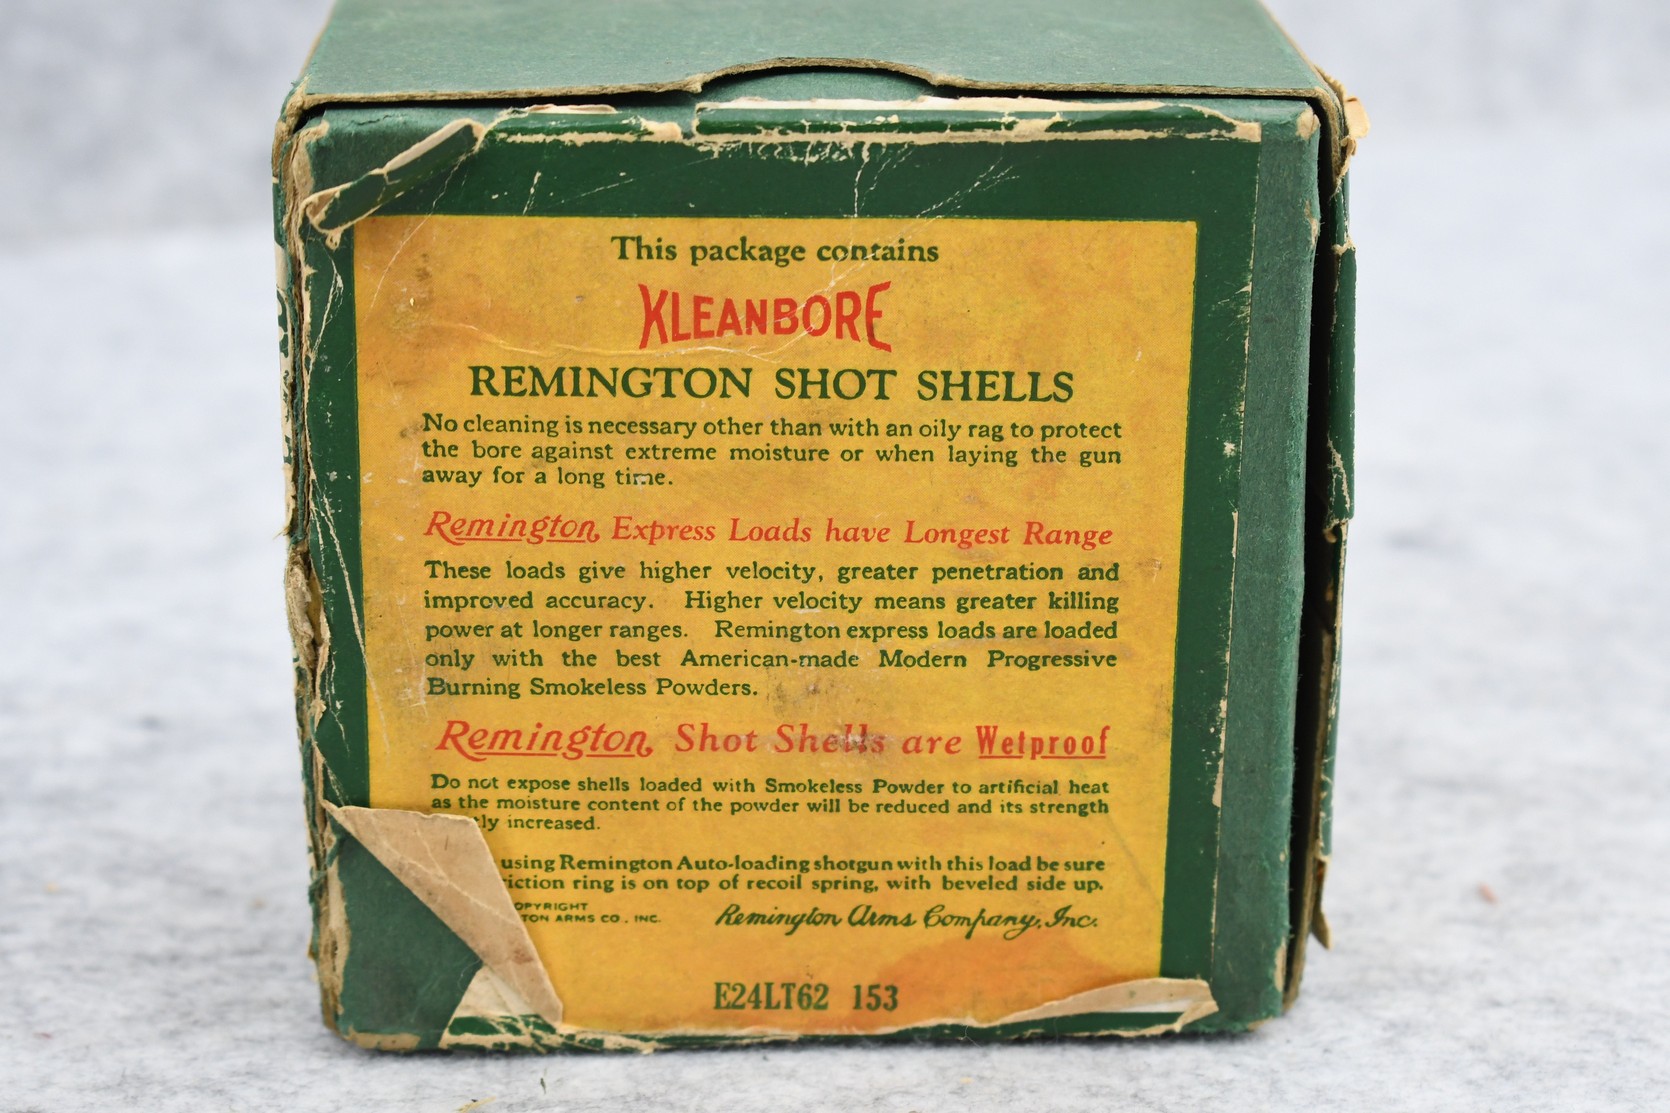 This package contains
KLEANBORE
REMINGTON SHOT SHELLS
No cleaning is necessary other than with an oily rag to protect
the bore against extreme moisture or when laying the gun
away for a long time.
Remington Express Loads have Longest Range
These loads give higher velocity, greater penetration and
improved accuracy. Higher velocity means greater killing
power at longer ranges. Remington express loads are loaded
only with the best American-made Modern Progressive
Burning Smokeless Powders.
Remington Shot Shells are Wetproof
Do not expose shells loaded with Smokeless Powder to artificial heat
as the moisture content of the powder will be reduced and its strength
increased.
using Remington Auto-loading shotgun with this load be sure
ring is on top of recoil spring, with beveled side up.
ARMS CO., INC.
Remington Arms Company, Inc.
E24LT62 153